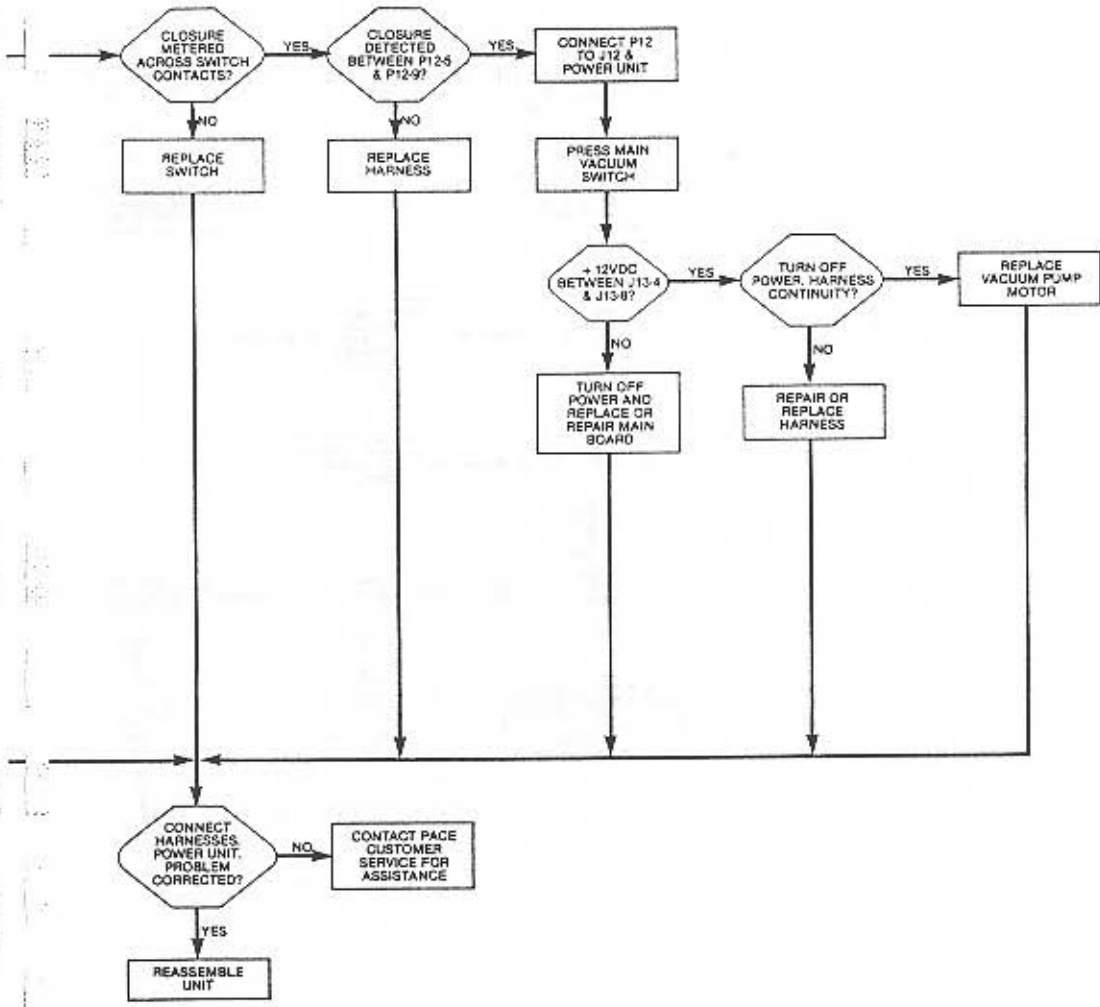 CLOSURE
METERED
ACROSS SWITCH
CONTACTS?
YES
CLOSURE
DETECTED
BETWEEN P12-5
& P12-9?
YES
CONNECT P12
TO J12 &
POWER UNIT
NO
REPLACE
SWITCH
NO
REPLACE
HARNESS
PRESS MAIN
VACUUM
SWITCH
+ 12VDC
BETWEEN J13-4
& J13-8?
YES
TURN OFF
POWER. HARNESS
CONTINUITY?
YES
REPLACE
VACUUM PUMP
MOTOR
NO
TURN OFF
POWER AND
REPLACE OR
REPAIR MAIN
BOARD
NO
REPAIR OR
REPLACE
HARNESS
CONNECT
HARNESSES.
POWER UNIT.
PROBLEM
CORRECTED?
NO
CONTACT PACE
CUSTOMER
SERVICE FOR
ASSISTANCE
YES
REASSEMBLE
UNIT